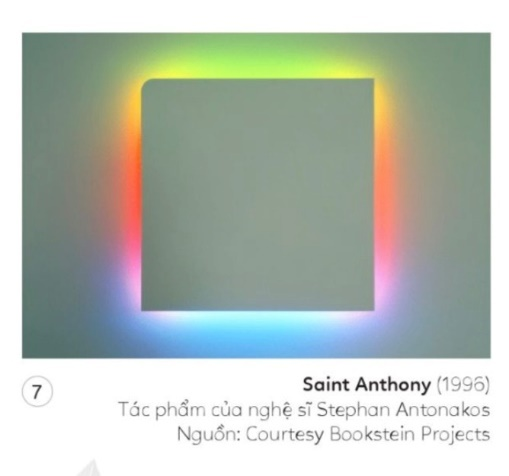 7
Saint Anthony (1996)
Tác phẩm của nghệ sĩ Stephan Antonakos
Nguồn: Courtesy Bookstein Projects